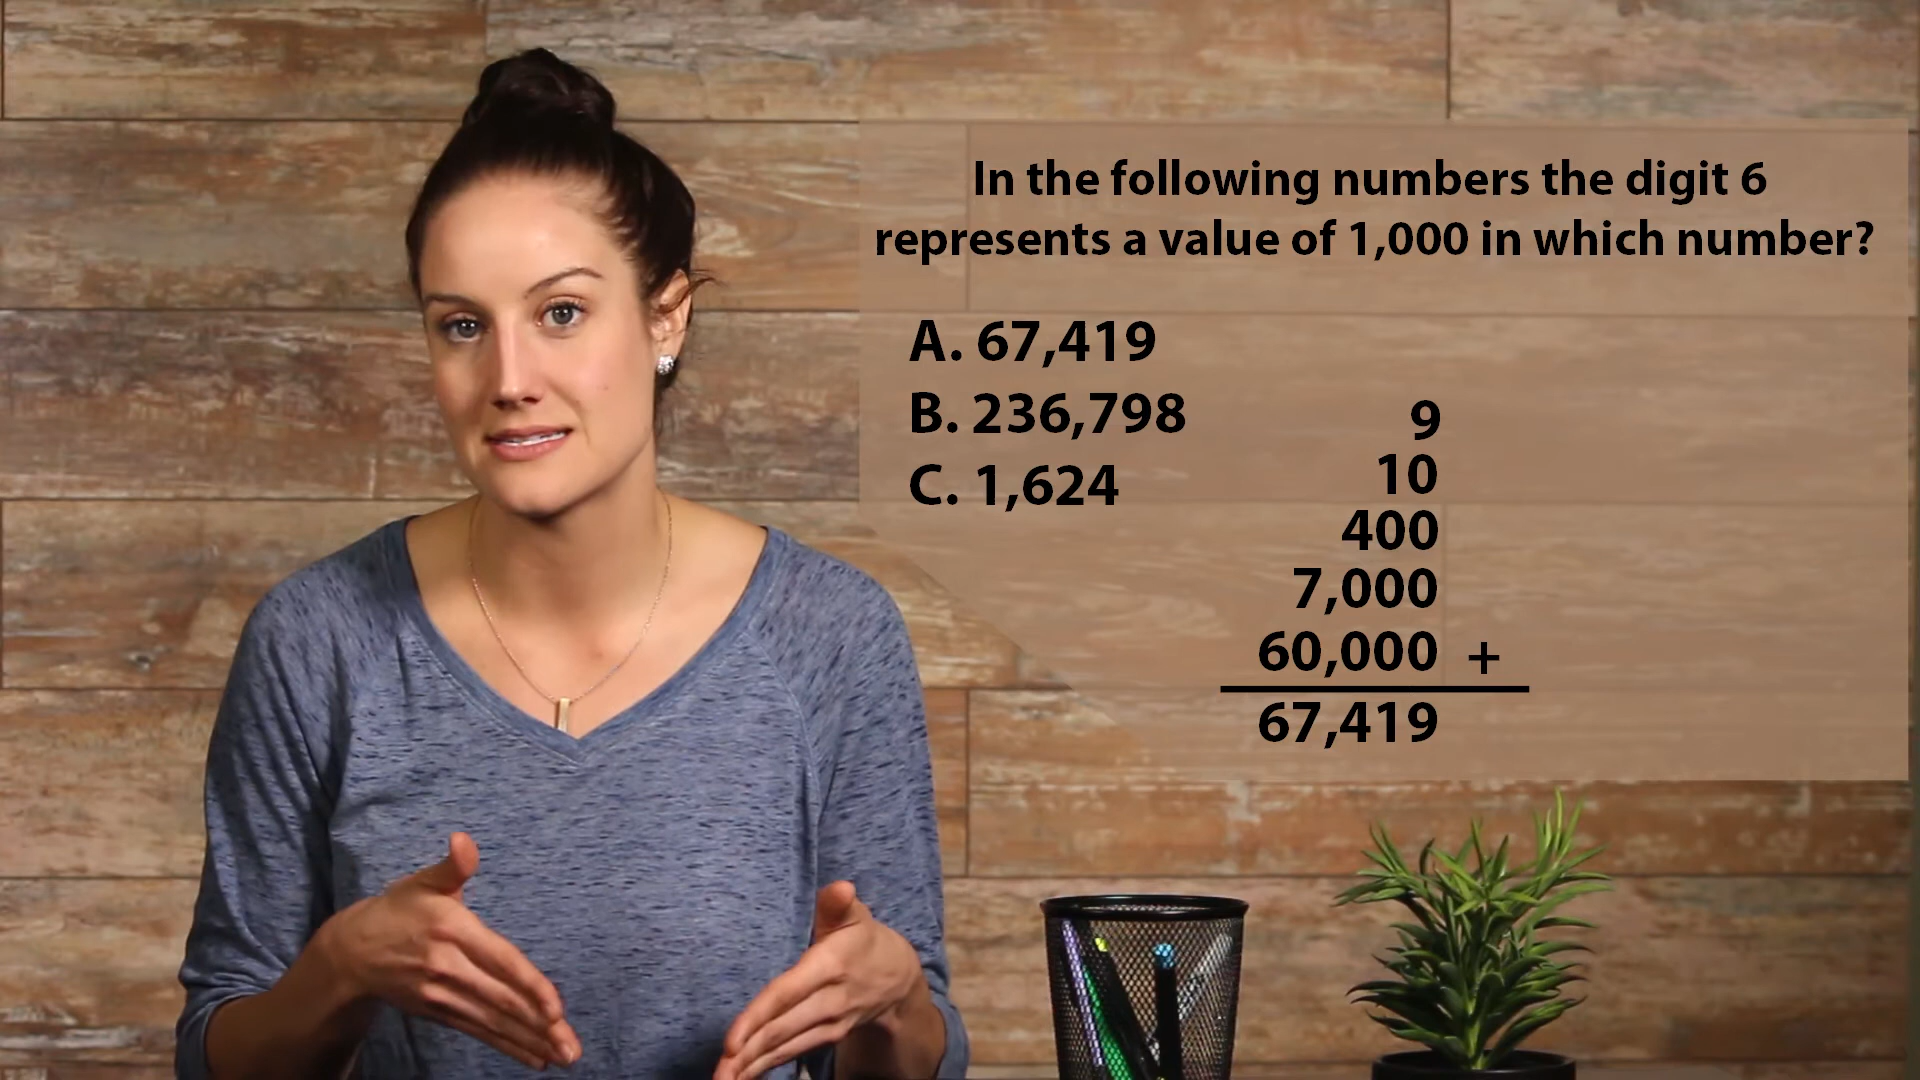 In the following numbers the digit 6
represents a value of 1,000 in which number?
A. 67,419
B. 236,798
C. 1,624
9
10
400
7,000
60,000 +
67,419